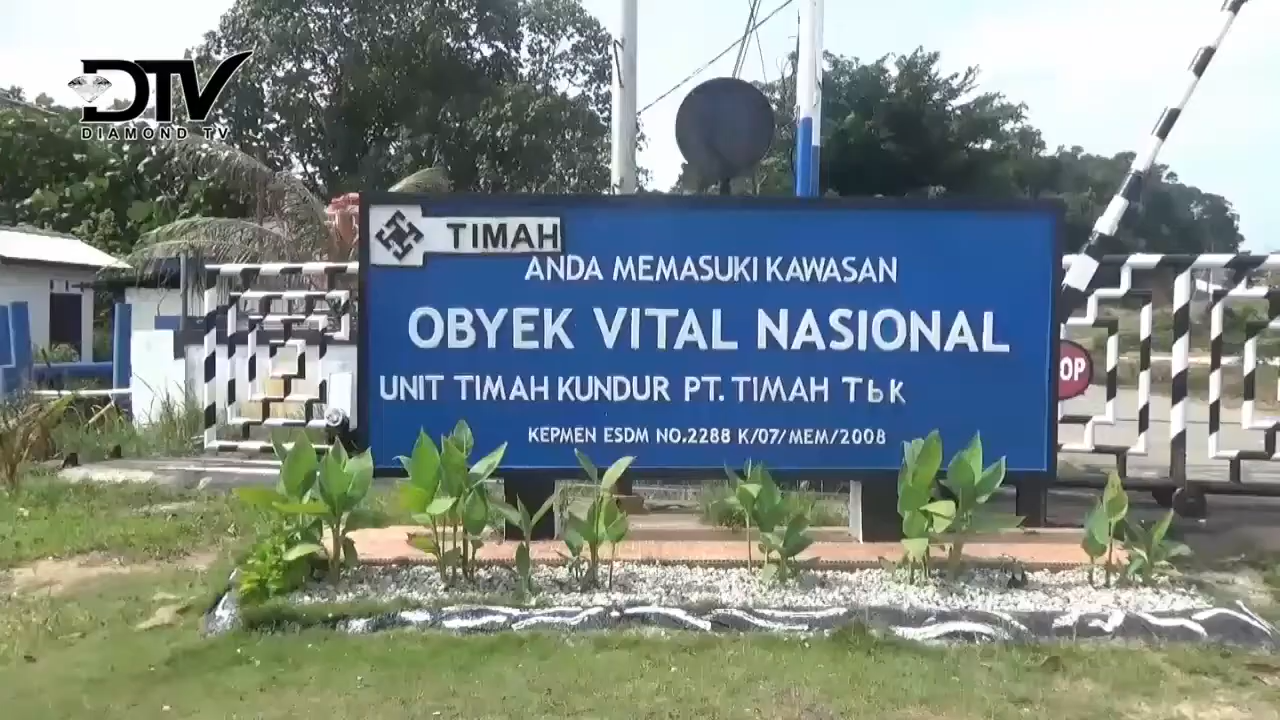 DTV
DIAMOND TV
TIMAH
ANDA MEMASUKI KAWASAN
OBYEK VITAL NASIONAL
UNIT TIMAH KUNDUR PT. TIMAH TbK
OP
KEPMEN ESDM NO.2288 K/07/MEM/2008